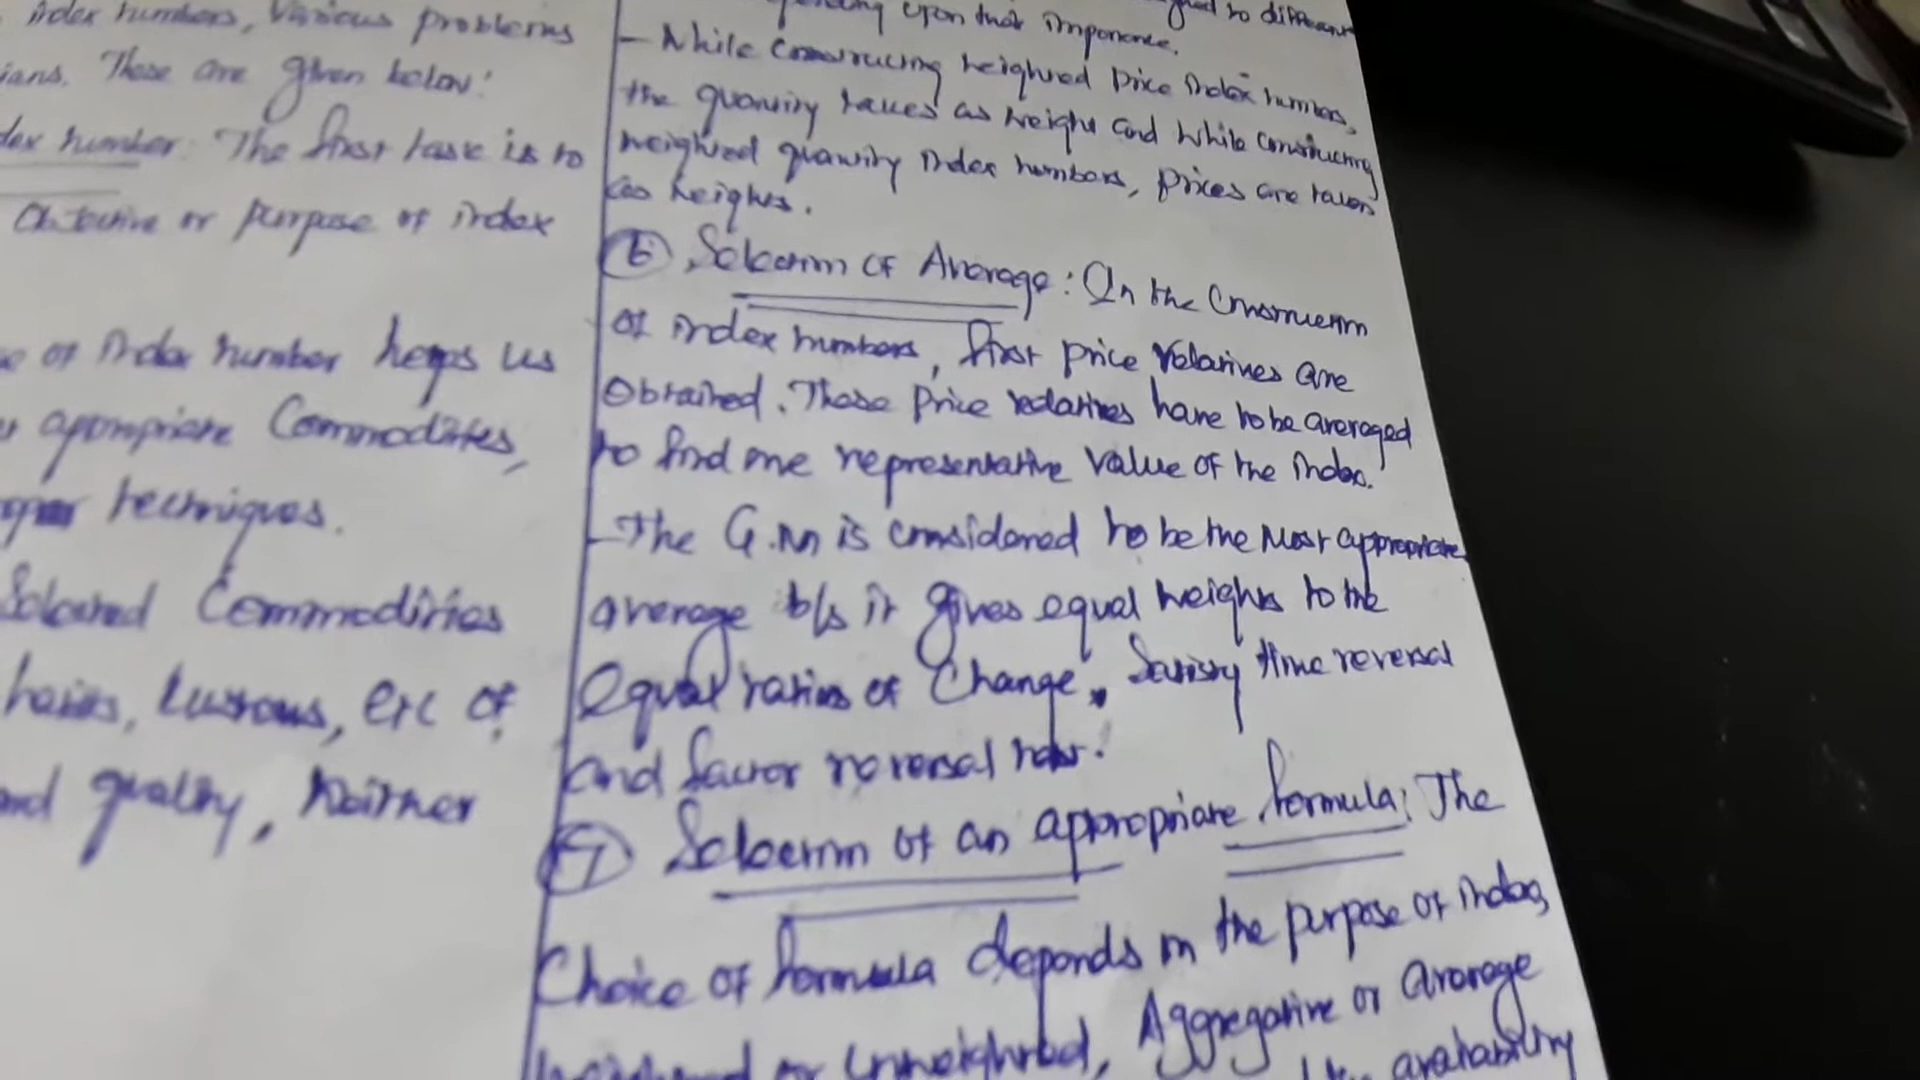 index numbers, Various problems
These are given below:
number: The first task is to
Objective or purpose of index
of Index number helps us
appropriate Commodities,
techniques.
Selected Commodities
hairs, Customs, etc of
and quality, Neither
upon their importance.
- While Constructing weighted Price Index numbers,
the quantity taken as weight and while constructing
weighted quantity index numbers, prices are taken
as weights.
⑥ Selection of Average: In the Construction
of index numbers, first price relatives are
Obtained. These price relatives have to be averaged
to find one representative value of the index.
- The G.M is considered to be the most appropriate
average b/s it gives equal weights to the
equal ratios of Change. Satisfy time reversal
and factor reversal test.
⑦ Selection of an appropriate formula: The
Choice of formula depends on the purpose of index,
weighted or unweighted, Aggregative or average
availability